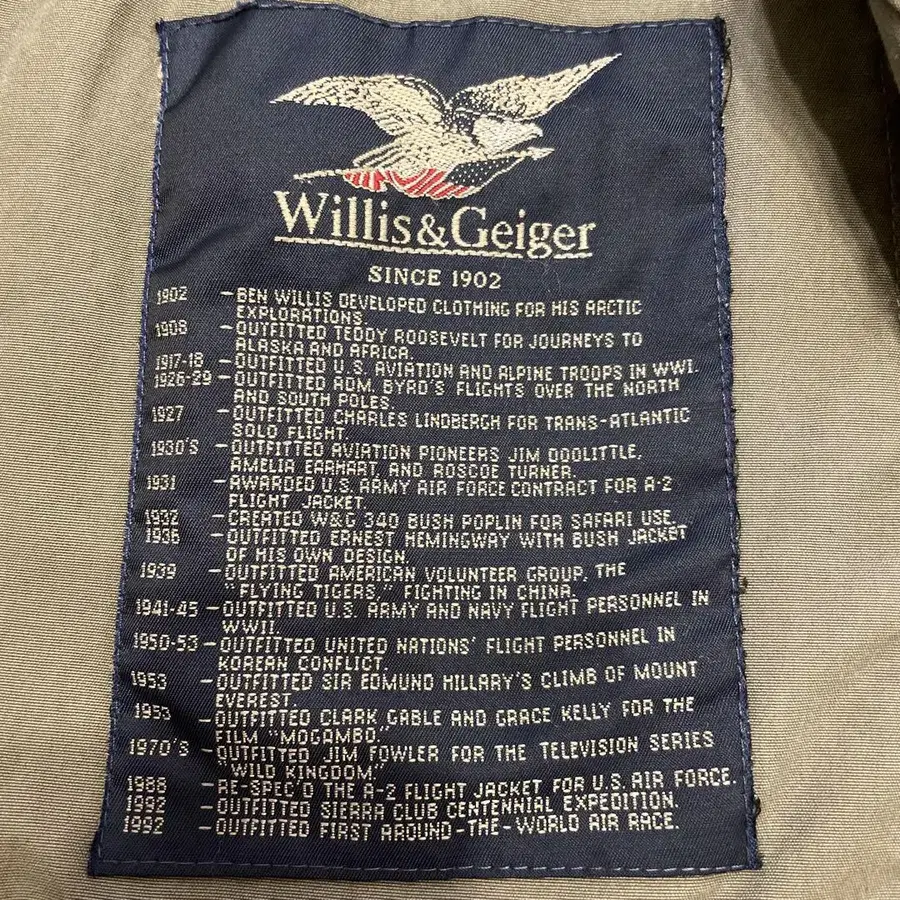 Willis&Geiger
SINCE 1902
1902 -BEN WILLIS DEVELOPED CLOTHING FOR HIS ARCTIC
EXPLORATIONS.
1908 -OUTFITTED TEDDY ROOSEVELT FOR JOURNEYS TO
ALASKA AND AFRICA.
1917-18 -OUTFITTED U.S. AVIATION AND ALPINE TROOPS IN WWI.
1926-29 -OUTFITTED ADM. BYRD'S FLIGHTS OVER THE NORTH
AND SOUTH POLES.
1927 -OUTFITTED CHARLES LINDBERGH FOR TRANS-ATLANTIC
SOLO FLIGHT.
1930'S -OUTFITTED AVIATION PIONEERS JIM DOOLITTLE,
AMELIA EARHART, AND ROSCOE TURNER.
1931 -AWARDED U.S. ARMY AIR FORCE CONTRACT FOR A-2
FLIGHT JACKET.
1932 -CREATED W&G 340 BUSH POPLIN FOR SAFARI USE.
1936 -OUTFITTED ERNEST HEMINGWAY WITH BUSH JACKET
OF HIS OWN DESIGN.
1939 -OUTFITTED AMERICAN VOLUNTEER GROUP, THE
"FLYING TIGERS," FIGHTING IN CHINA.
1941-45 -OUTFITTED U.S. ARMY AND NAVY FLIGHT PERSONNEL IN
WWII.
1950-53 -OUTFITTED UNITED NATIONS' FLIGHT PERSONNEL IN
KOREAN CONFLICT.
1953 -OUTFITTED SIR EDMUND HILLARY'S CLIMB OF MOUNT
EVEREST.
1953 -OUTFITTED CLARK GABLE AND GRACE KELLY FOR THE
FILM "MOGAMBO."
1970'S -OUTFITTED JIM FOWLER FOR THE TELEVISION SERIES
"WILD KINGDOM"
1988 -RE-SPEC'D THE A-2 FLIGHT JACKET FOR U.S. AIR FORCE.
1992 -OUTFITTED SIERRA CLUB CENTENNIAL EXPEDITION.
1992 -OUTFITTED FIRST AROUND-THE-WORLD AIR RACE.